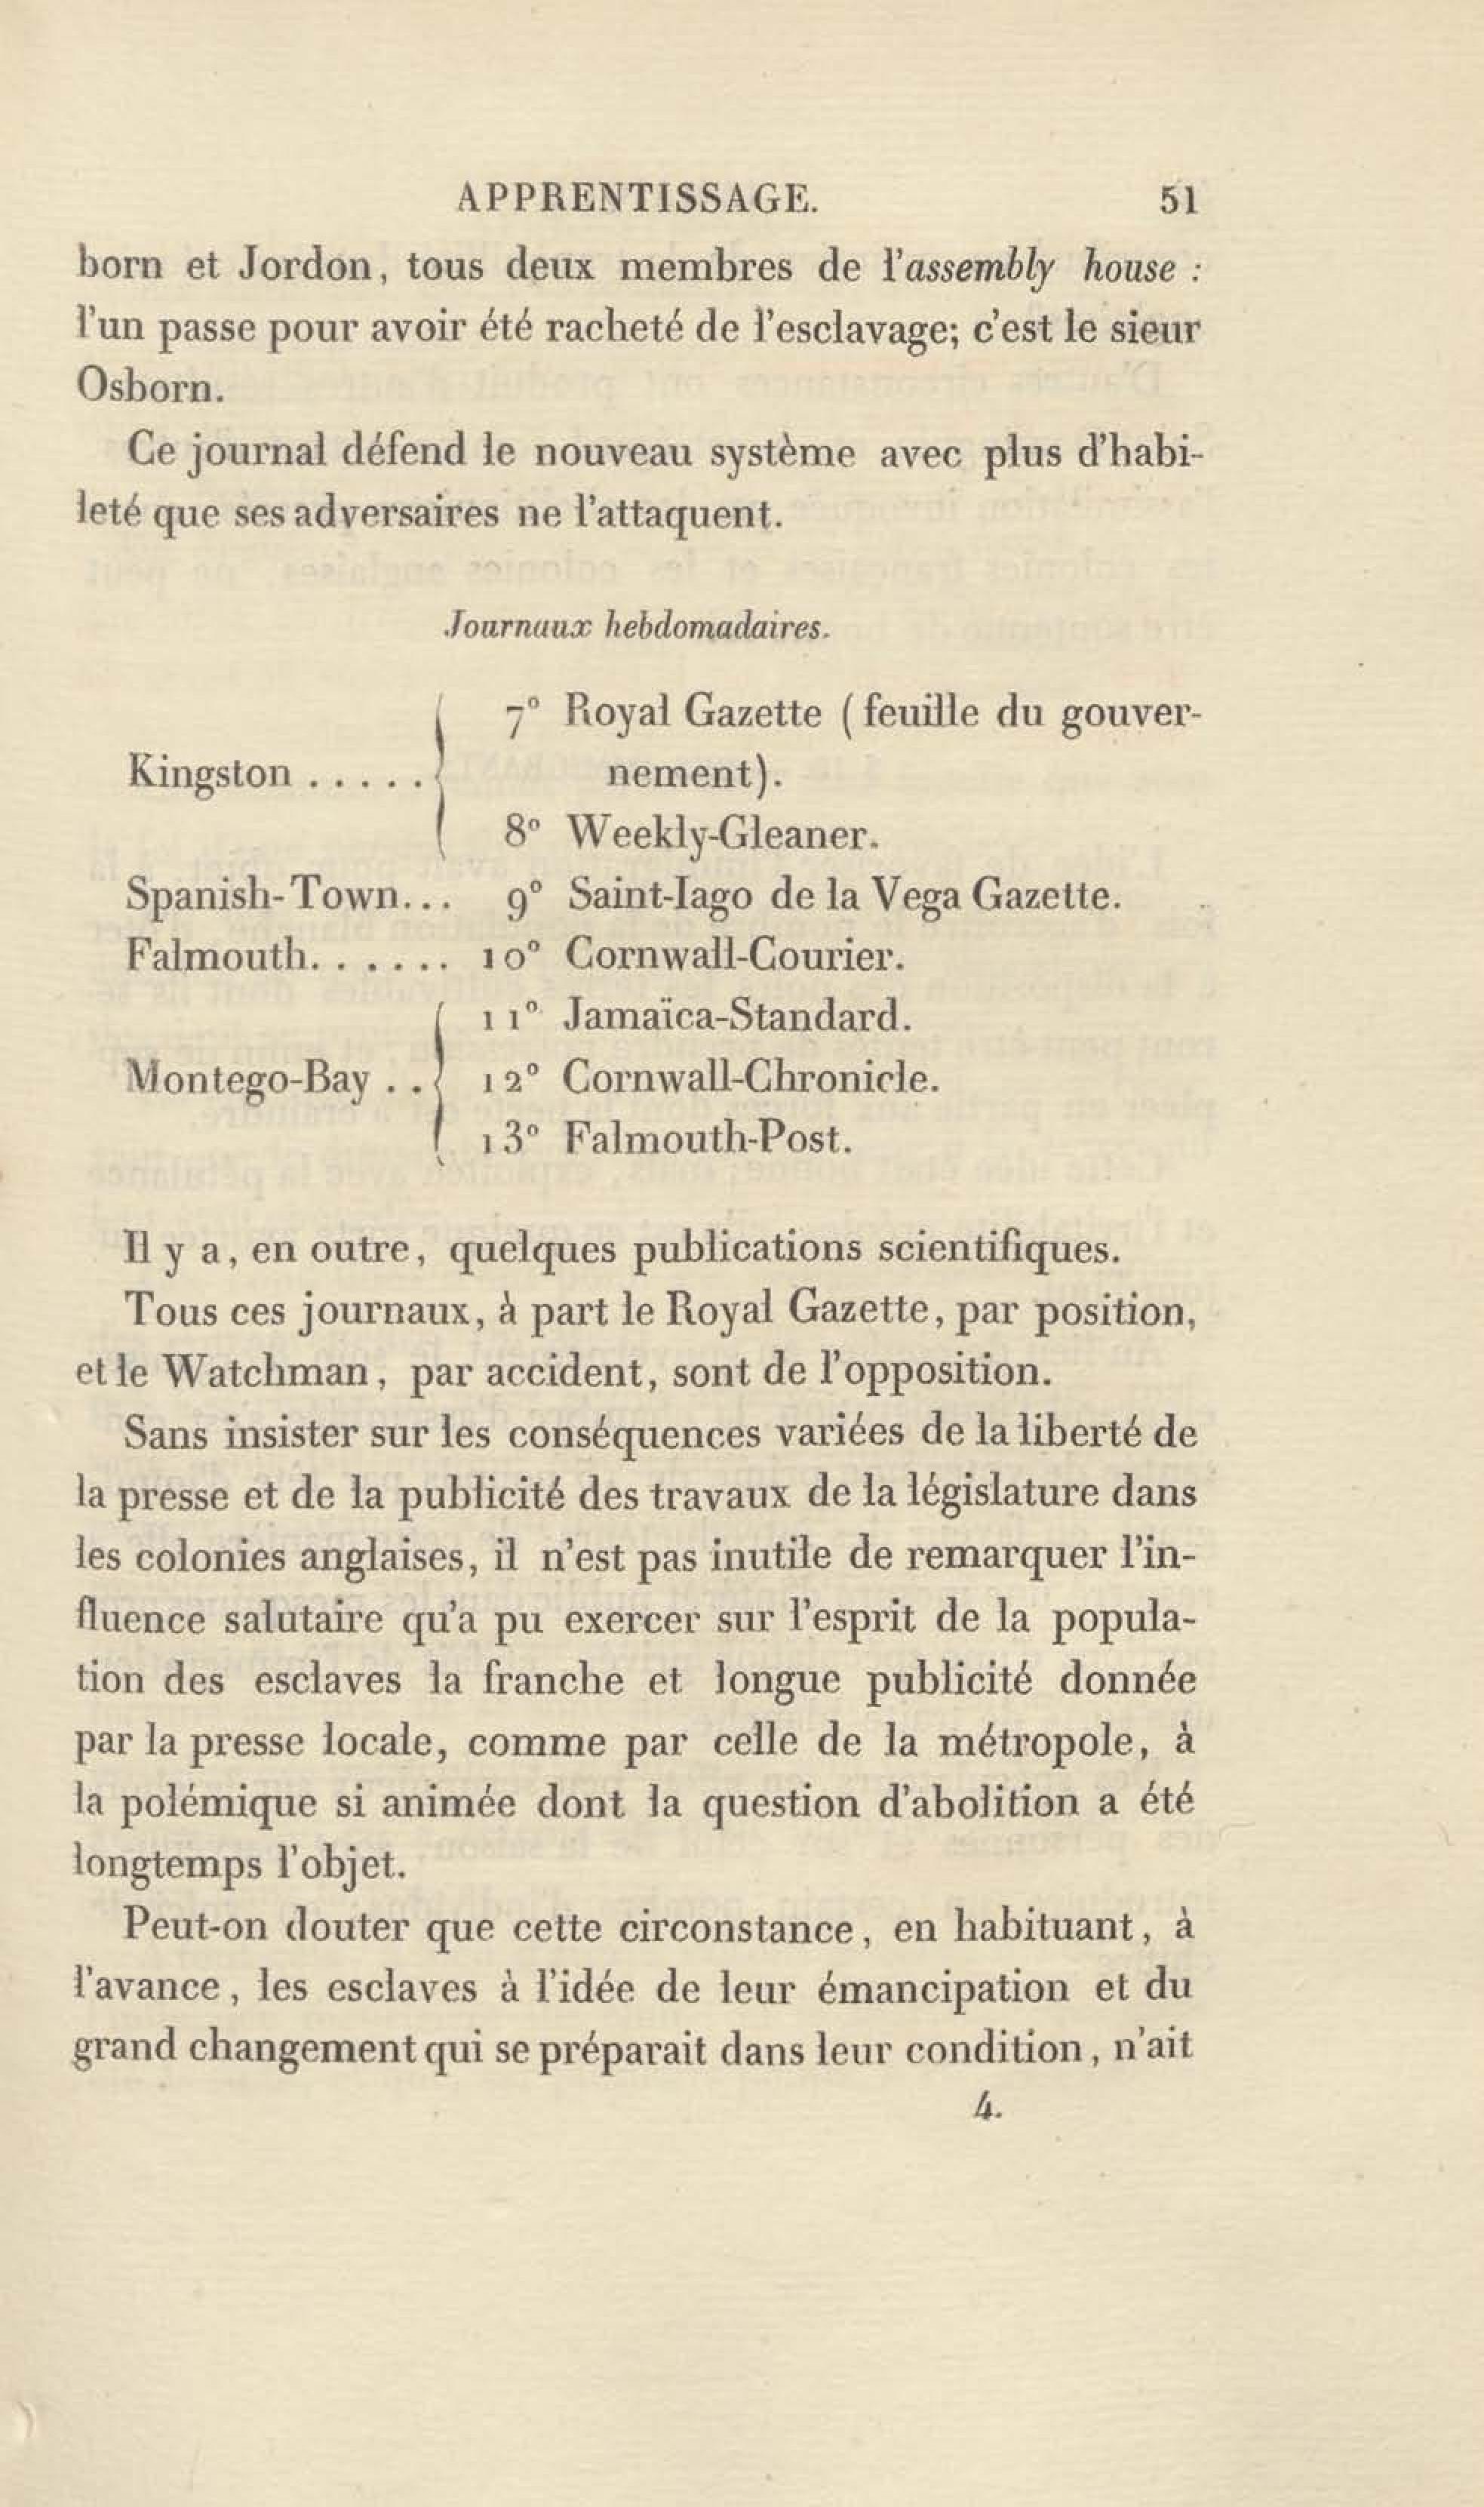 APPRENTISSAGE. 51
born et Jordon, tous deux membres de l'assembly house :
l'un passe pour avoir été racheté de l'esclavage; c'est le sieur
Osborn.
Ce journal défend le nouveau système avec plus d'habi-
leté que ses adversaires ne l'attaquent.
Journaux hebdomadaires.
7° Royal Gazette (feuille du gouver-
Kingston ..... nement).
8° Weekly-Gleaner.
Spanish-Town... 9° Saint-Iago de la Vega Gazette.
Falmouth....... 10° Cornwall-Courier.
11° Jamaïca-Standard.
Montego-Bay .. 12° Cornwall-Chronicle.
13° Falmouth-Post.
Il y a, en outre, quelques publications scientifiques.
Tous ces journaux, à part le Royal Gazette, par position,
et le Watchman, par accident, sont de l'opposition.
Sans insister sur les conséquences variées de la liberté de
la presse et de la publicité des travaux de la législature dans
les colonies anglaises, il n'est pas inutile de remarquer l'in-
fluence salutaire qu'a pu exercer sur l'esprit de la popula-
tion des esclaves la franche et longue publicité donnée
par la presse locale, comme par celle de la métropole, à
la polémique si animée dont la question d'abolition a été
longtemps l'objet.
Peut-on douter que cette circonstance, en habituant, à
l'avance, les esclaves à l'idée de leur émancipation et du
grand changement qui se préparait dans leur condition, n'ait
4.